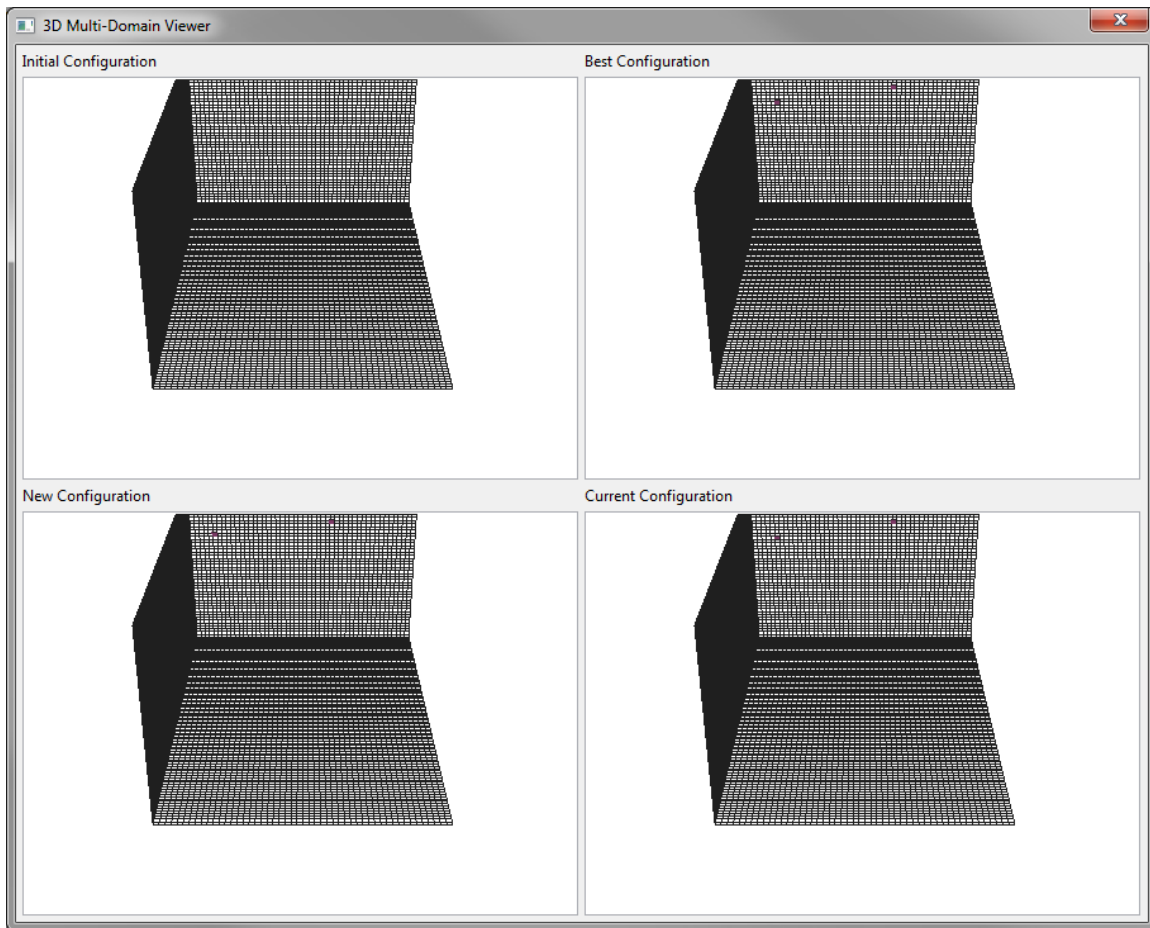 3D Multi-Domain Viewer
Initial Configuration
Best Configuration
New Configuration
Current Configuration